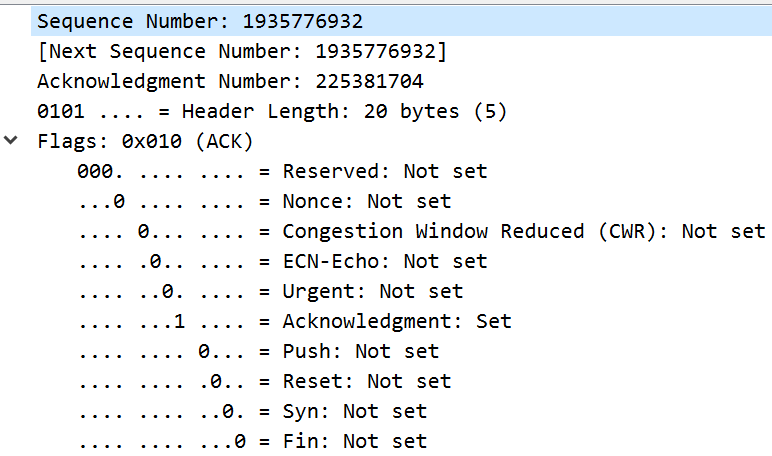 Sequence Number: 1935776932
[Next Sequence Number: 1935776932]
Acknowledgment Number: 225381704
0101 .... = Header Length: 20 bytes (5)
Flags: 0x010 (ACK)
000. .... .... = Reserved: Not set
...0 .... .... = Nonce: Not set
.... 0... .... = Congestion Window Reduced (CWR): Not set
.... .0.. .... = ECN-Echo: Not set
.... ..0. .... = Urgent: Not set
.... ...1 .... = Acknowledgment: Set
.... .... 0... = Push: Not set
.... .... .0.. = Reset: Not set
.... .... ..0. = Syn: Not set
.... .... ...0 = Fin: Not set